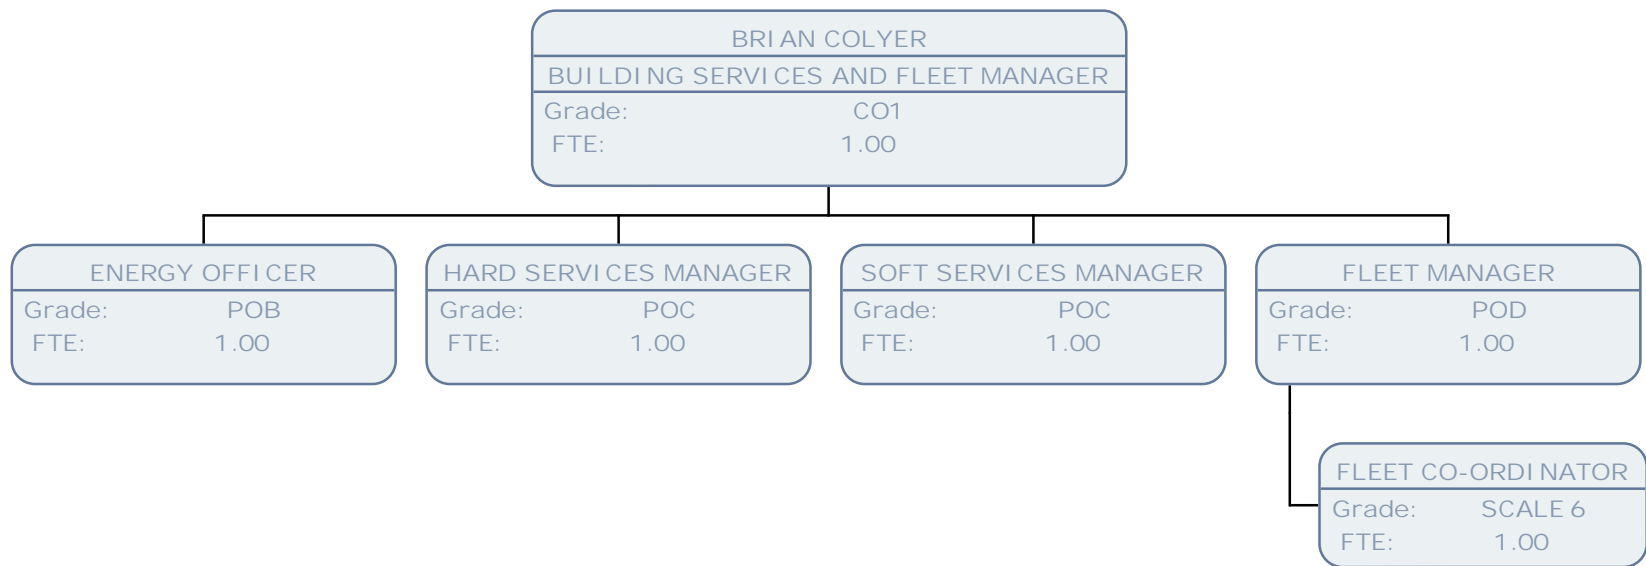 BRIAN COLYER
BUILDING SERVICES AND FLEET MANAGER
Grade: CO1
FTE: 1.00
ENERGY OFFICER
Grade: POB
FTE: 1.00
HARD SERVICES MANAGER
Grade: POC
FTE: 1.00
SOFT SERVICES MANAGER
Grade: POC
FTE: 1.00
FLEET MANAGER
Grade: POD
FTE: 1.00
FLEET CO-ORDINATOR
Grade: SCALE 6
FTE: 1.00